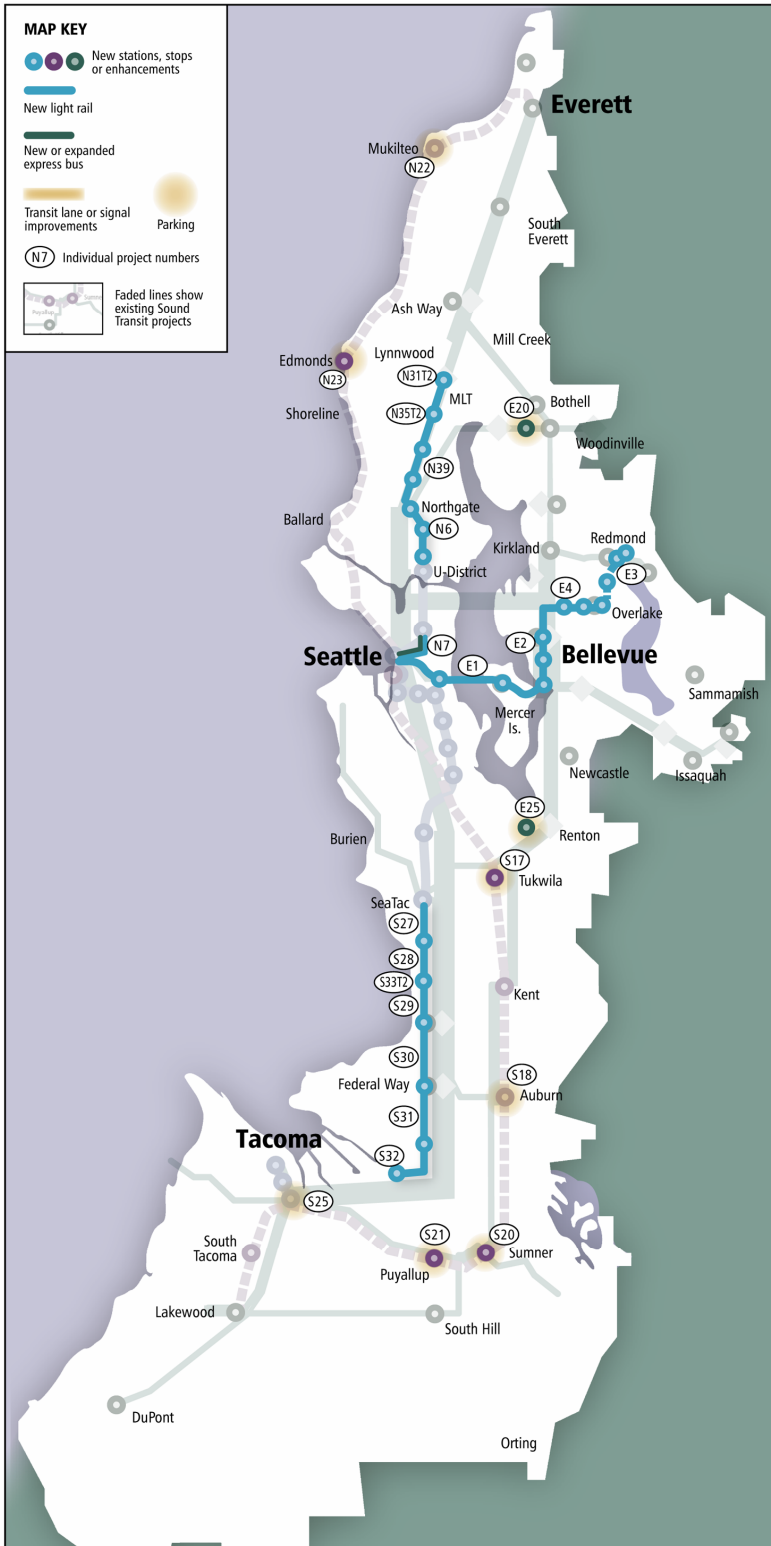 MAP KEY
New stations, stops
or enhancements
New light rail
New or expanded
express bus
Transit lane or signal
improvements
Parking
N7
Individual project numbers
Puyallup
Faded lines show
existing Sound
Transit projects
Everett
Mukilteo
N22
South
Everett
Ash Way
Mill Creek
Lynnwood
Edmonds
N23
N31T2
MLT
Shoreline
N35T2
E20
Bothell
Woodinville
N39
Northgate
Ballard
N6
Redmond
Kirkland
U-District
E3
E4
Overlake
Seattle
N7
E2
Bellevue
E1
Mercer
Is.
Sammamish
Newcastle
Issaquah
E25
Renton
Burien
S17
Tukwila
SeaTac
S27
S28
S33T2
Kent
S29
S30
S18
Federal Way
Auburn
S31
Tacoma
S32
S25
South
Tacoma
S21
S20
Sumner
Puyallup
Lakewood
South Hill
DuPont
Orting